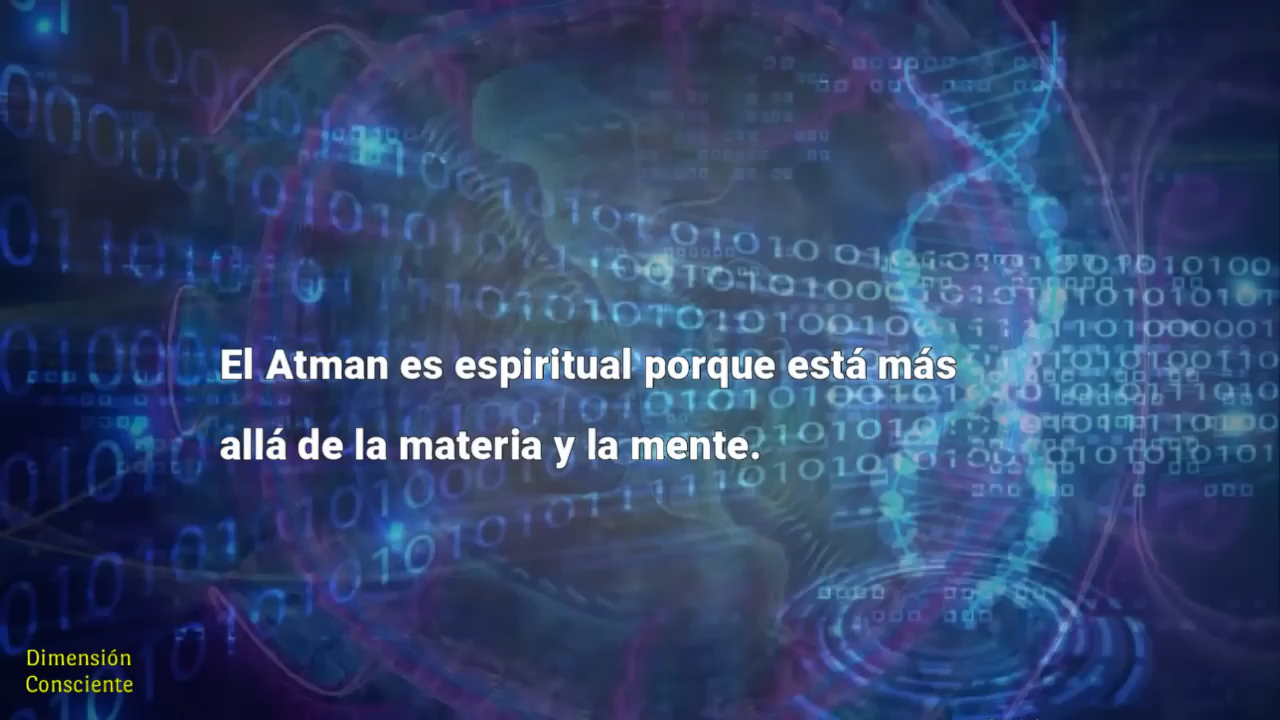 El Atman es espiritual porque está más
allá de la materia y la mente.
Dimensión
Consciente